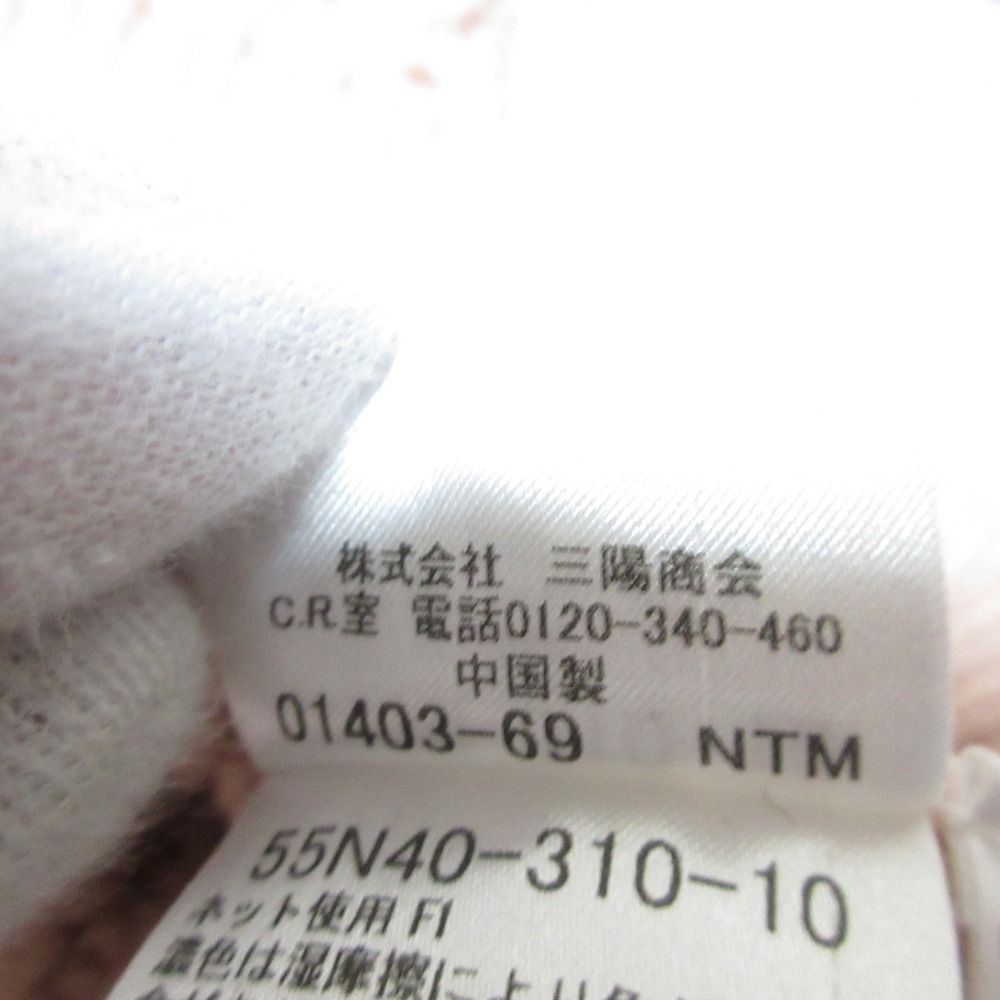 株式会社 三陽商会
C.R室 電話0120-340-460
中国製
01403-69 NTM
55N40-310-10
ネット使用 F1
濃色は湿摩擦により色